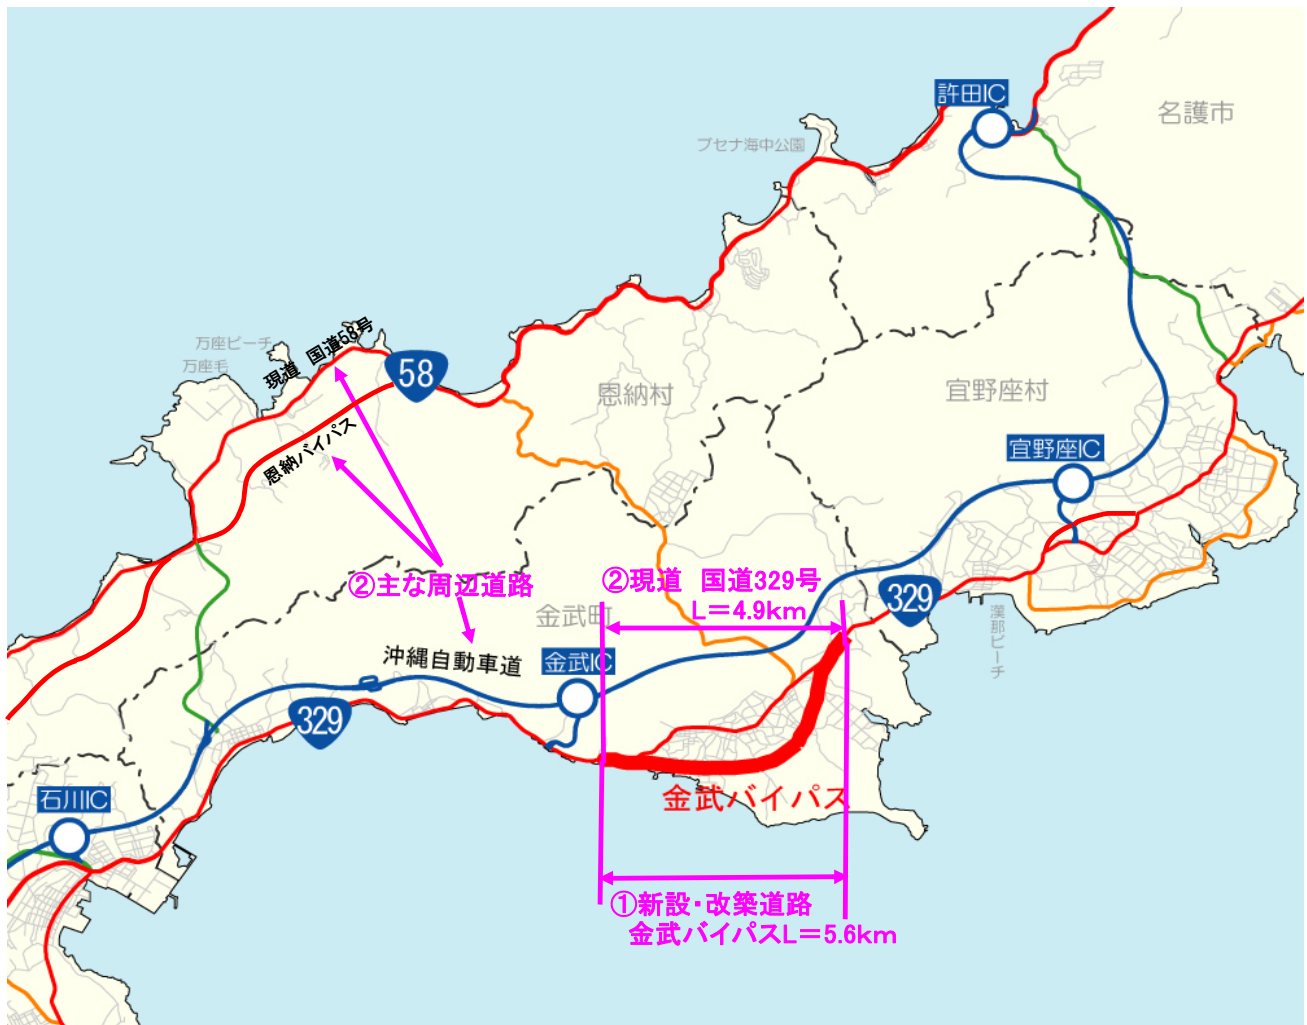 許田IC
名護市
ブセナ海中公園
万座ビーチ
万座毛
現道 国道58号
58
恩納バイパス
恩納村
宜野座村
宜野座IC
②主な周辺道路
②現道 国道329号
L=4.9km
329
漢那ビーチ
金武町
沖縄自動車道
金武IC
329
石川IC
金武バイパス
①新設・改築道路
金武バイパスL=5.6km